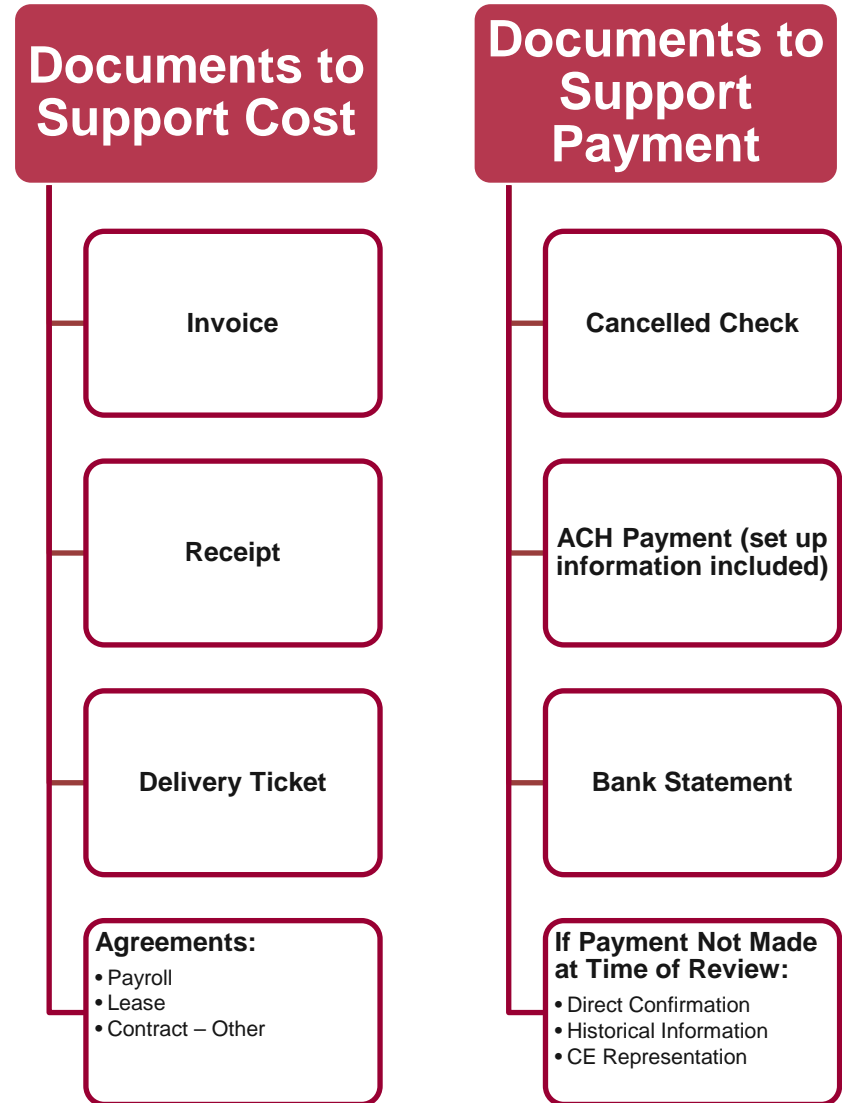 Documents to
Support Cost
Invoice
Receipt
Delivery Ticket
Agreements:
• Payroll
• Lease
• Contract – Other
Documents to
Support
Payment
Cancelled Check
ACH Payment (set up
information included)
Bank Statement
If Payment Not Made
at Time of Review:
• Direct Confirmation
• Historical Information
• CE Representation